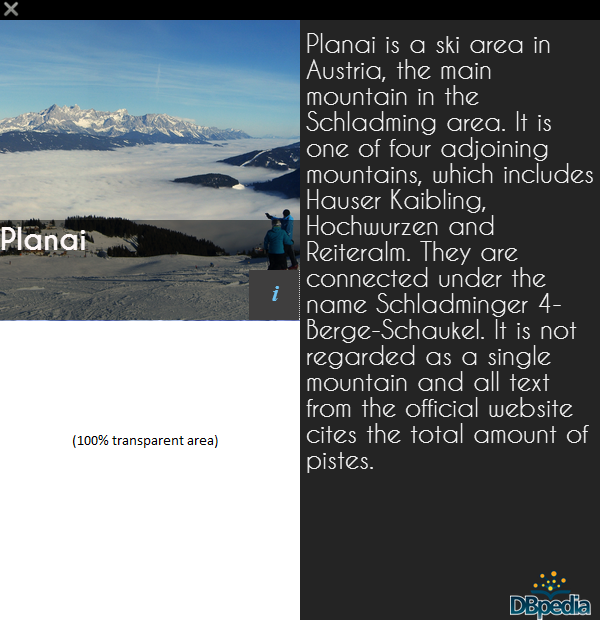 Planai
i
(100% transparent area)
Planai is a ski area in
Austria, the main
mountain in the
Schladming area. It is
one of four adjoining
mountains, which includes
Hauser Kaibling,
Hochwurzen and
Reiteralm. They are
connected under the
name Schladminger 4-
Berge-Schaukel. It is not
regarded as a single
mountain and all text
from the official website
cites the total amount of
pistes.
DBpedia